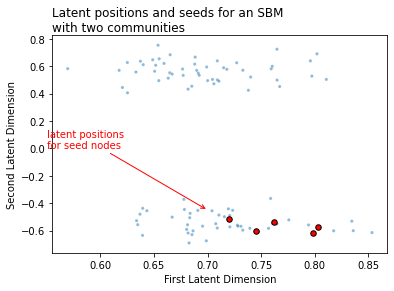 Latent positions and seeds for an SBM
with two communities
0.8
0.6
0.4
0.2
0.0
−0.2
−0.4
−0.6
Second Latent Dimension
latent positions
for seed nodes
0.60
0.65
0.70
0.75
0.80
0.85
First Latent Dimension